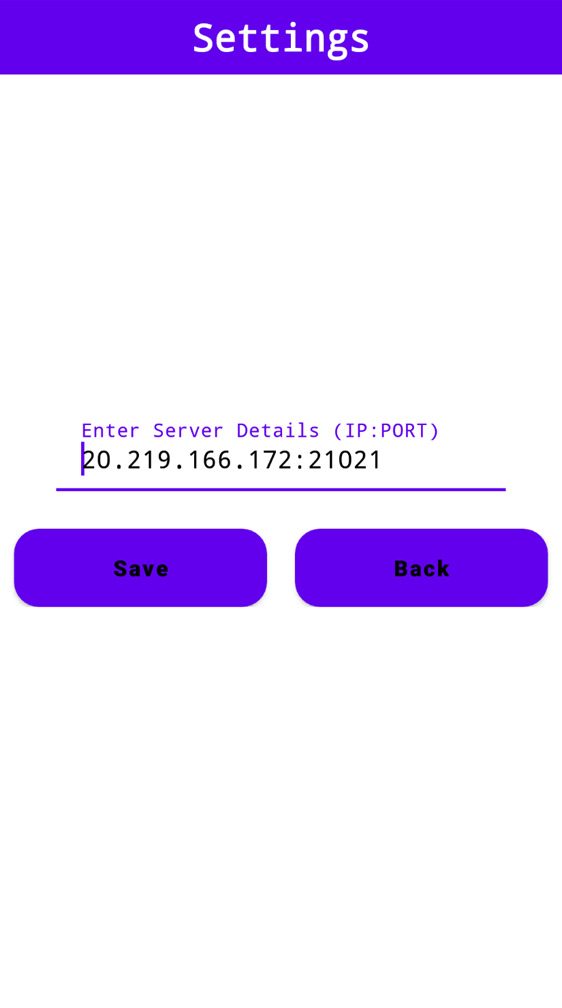 Settings
Enter Server Details (IP:PORT)
20.219.166.172:21021
Save
Back